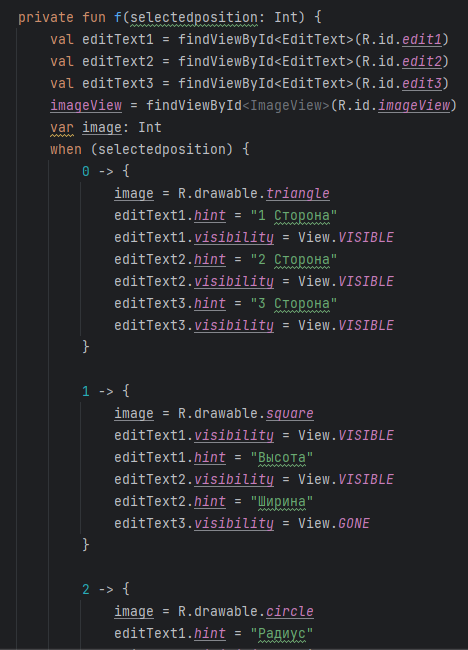 private fun f(selectedposition: Int) {
val editText1 = findViewById<EditText>(R.id.edit1)
val editText2 = findViewById<EditText>(R.id.edit2)
val editText3 = findViewById<EditText>(R.id.edit3)
imageView = findViewById<ImageView>(R.id.imageView)
var image: Int
when (selectedposition) {
0 -> {
image = R.drawable.triangle
editText1.hint = "1 Сторона"
editText1.visibility = View.VISIBLE
editText2.hint = "2 Сторона"
editText2.visibility = View.VISIBLE
editText3.hint = "3 Сторона"
editText3.visibility = View.VISIBLE
}
1 -> {
image = R.drawable.square
editText1.visibility = View.VISIBLE
editText1.hint = "Высота"
editText2.visibility = View.VISIBLE
editText2.hint = "Ширина"
editText3.visibility = View.GONE
}
2 -> {
image = R.drawable.circle
editText1.hint = "Радиус"